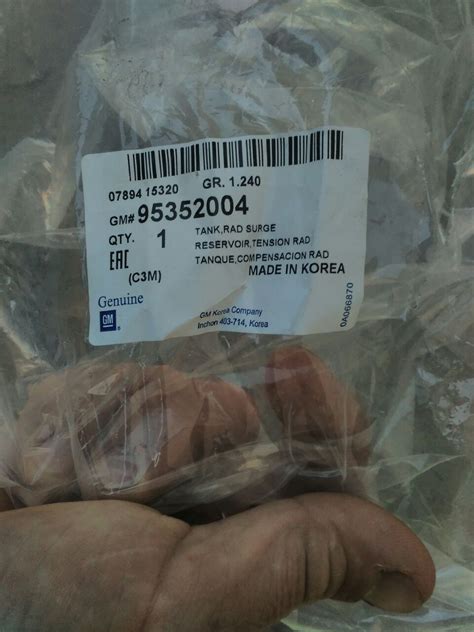 07894 15320 GR. 1.240
GM# 95352004
QTY. 1
TANK,RAD SURGE
RESERVOIR,TENSION RAD
TANQUE,COMPENSACION RAD
EAC
(C3M)
MADE IN KOREA
Genuine
GM
GM Korea Company
Inchon 403-714, Korea
0A066870